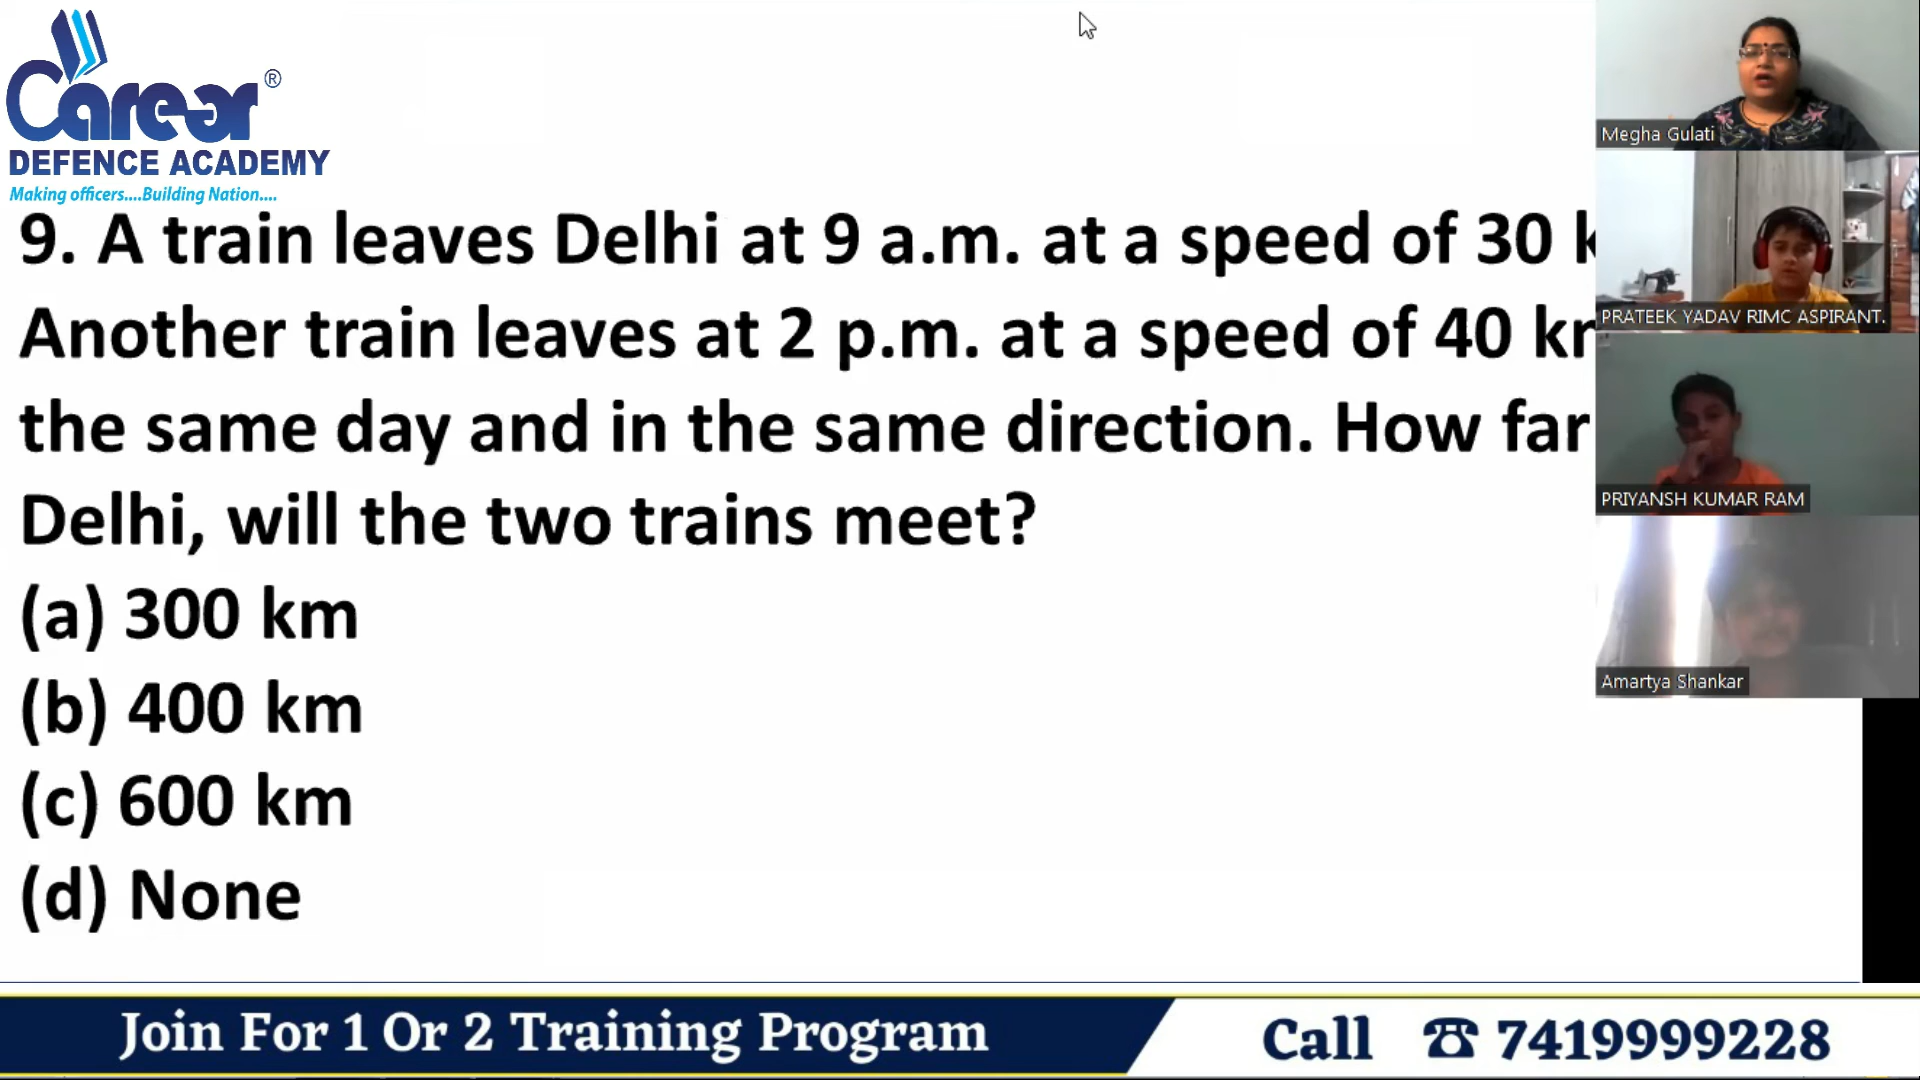 Career®
DEFENCE ACADEMY
Making officers....Building Nation....
9. A train leaves Delhi at 9 a.m. at a speed of 30
Another train leaves at 2 p.m. at a speed of 40
the same day and in the same direction. How far
Delhi, will the two trains meet?
(a) 300 km
(b) 400 km
(c) 600 km
(d) None
Megha Gulati
PRATEEK YADAV RIMC ASPIRANT.
PRIYANSH KUMAR RAM
Amartya Shankar
Join For 1 Or 2 Training Program
Call ☎ 7419999228